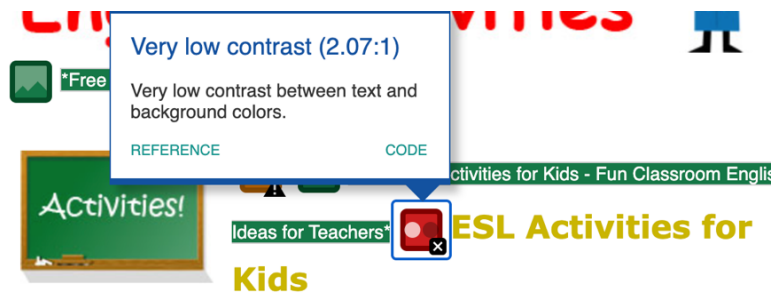 Very low contrast (2.07:1)
*Free
Very low contrast between text and
background colors.
REFERENCE CODE
Activities!
ctivities for Kids - Fun Classroom Englis
Ideas for Teachers*
ESL Activities for
Kids